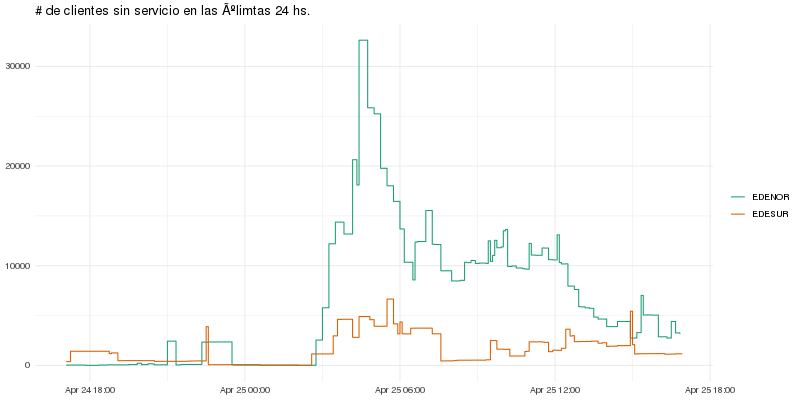 # de clientes sin servicio en las Ãºlimtas 24 hs.
30000
20000
10000
0
Apr 24 18:00
Apr 25 00:00
Apr 25 06:00
Apr 25 12:00
Apr 25 18:00
EDENOR
EDESUR